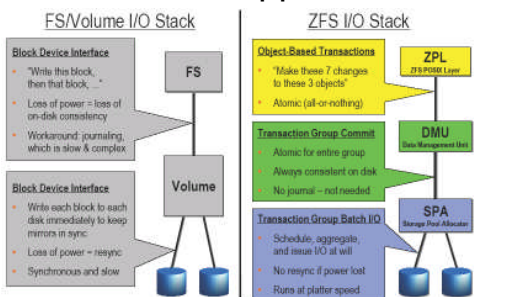 FS/Volume I/O Stack
Block Device Interface
• "Write this block,
then that block, ..."
• Loss of power = loss of
on-disk consistency
• Workaround: journaling,
which is slow & complex
FS
Block Device Interface
• Write each block to each
disk immediately to keep
mirrors in sync
• Loss of power = resync
• Synchronous and slow
Volume
ZFS I/O Stack
Object-Based Transactions
• "Make these 7 changes
to these 3 objects"
• Atomic (all-or-nothing)
ZPL
ZFS POSIX Layer
Transaction Group Commit
• Atomic for entire group
• Always consistent on disk
• No journal – not needed
DMU
Data Management Unit
Transaction Group Batch I/O
• Schedule, aggregate,
and issue I/O at will
• No resync if power lost
• Runs at platter speed
SPA
Storage Pool Allocator